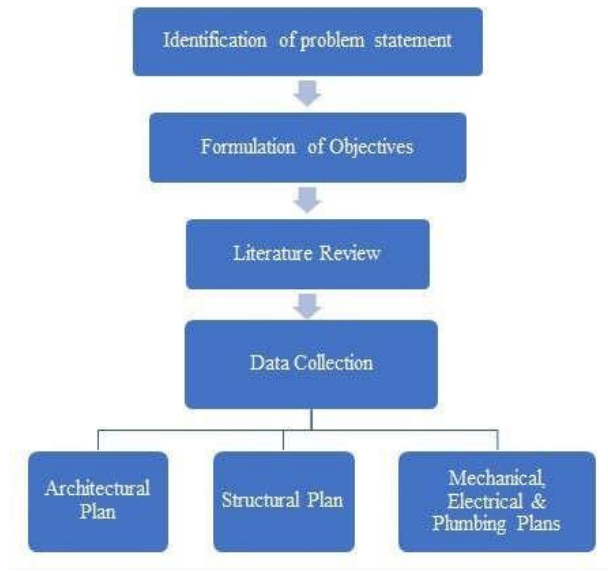 Identification of problem statement
Formulation of Objectives
Literature Review
Data Collection
Architectural
Plan
Structural Plan
Mechanical,
Electrical &
Plumbing Plans